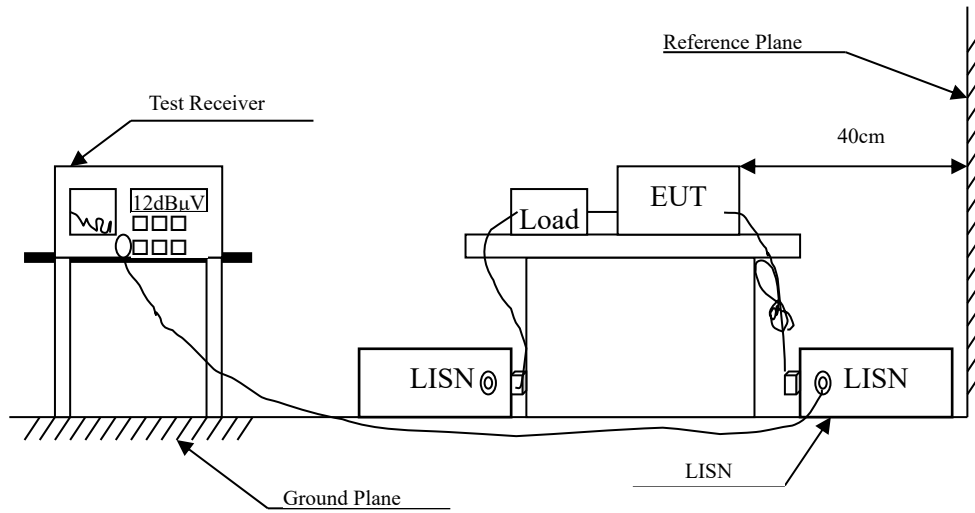 Reference Plane
Test Receiver
40cm
12dBµV
Load
EUT
LISN
LISN
LISN
Ground Plane